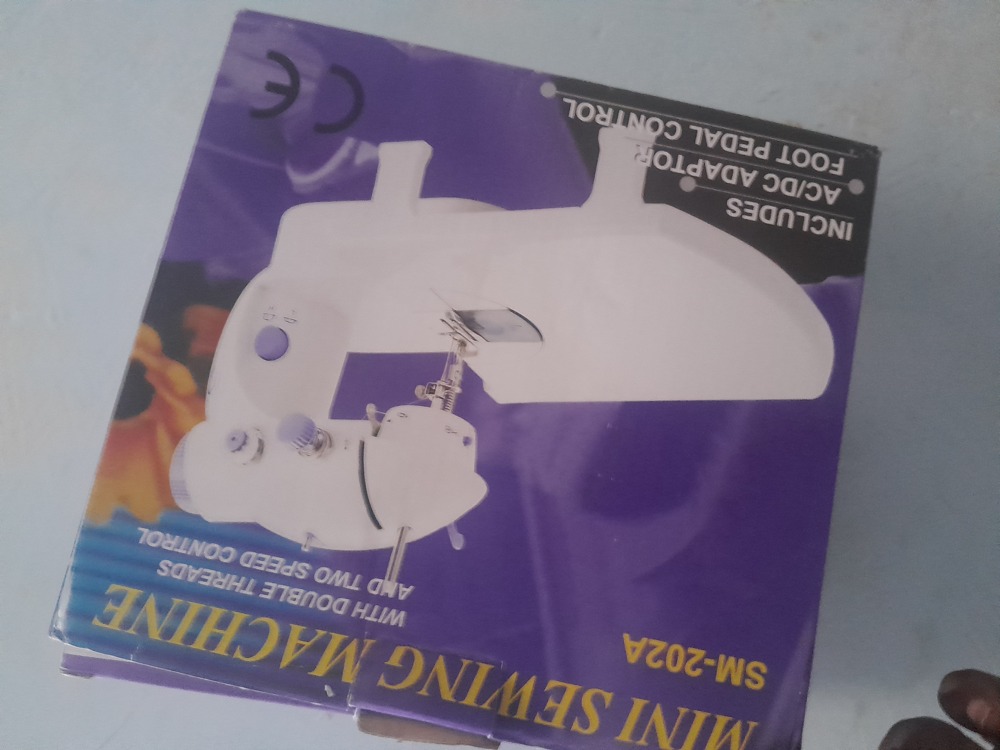 MINI SEWING MACHINE
SM-202A
WITH DOUBLE THREADS
AND TWO SPEED CONTROL
INCLUDES
AC/DC ADAPTOR
FOOT PEDAL CONTROL
CE